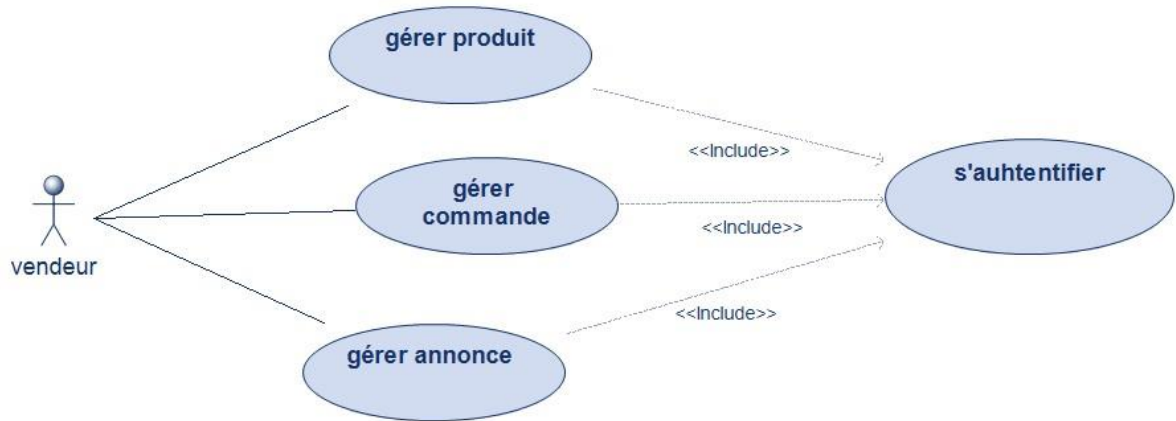 gérer produit
<<Include>>
s'auhtentifier
gérer
commande
<<Include>>
vendeur
<<Include>>
gérer annonce